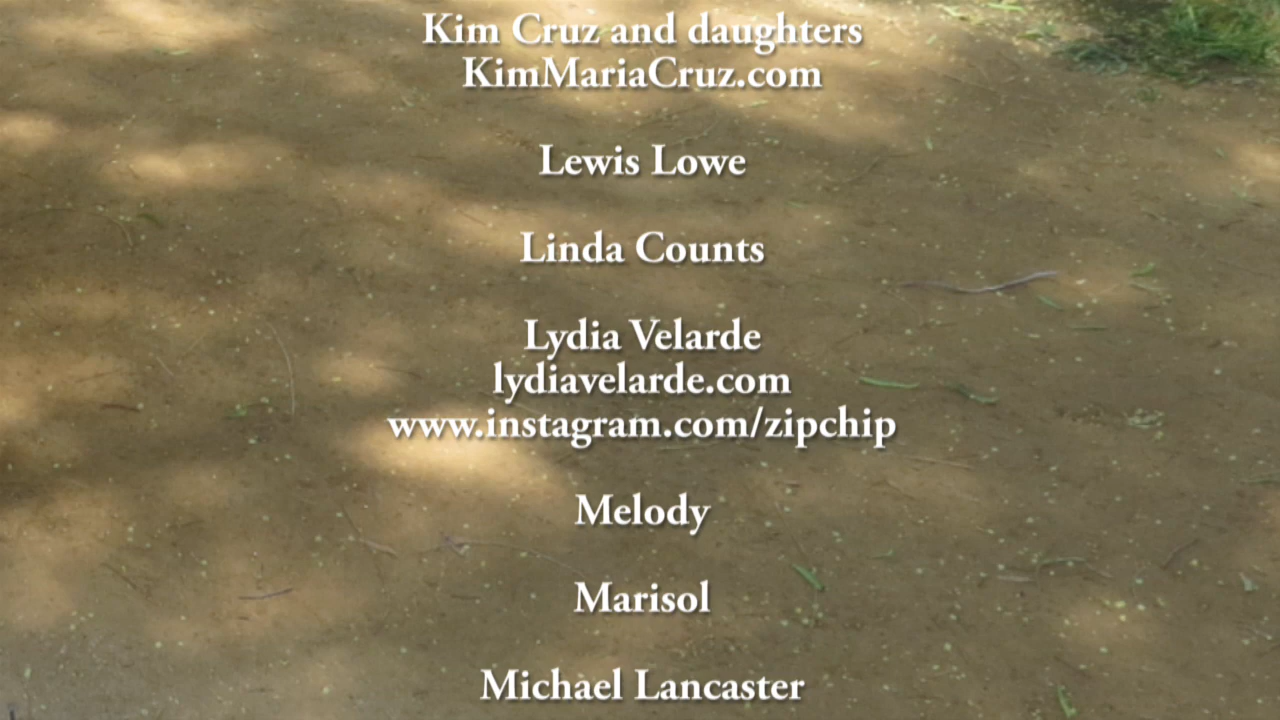 Kim Cruz and daughters
KimMariaCruz.com
Lewis Lowe
Linda Counts
Lydia Velarde
lydiavelarde.com
www.instagram.com/zipchip
Melody
Marisol
Michael Lancaster